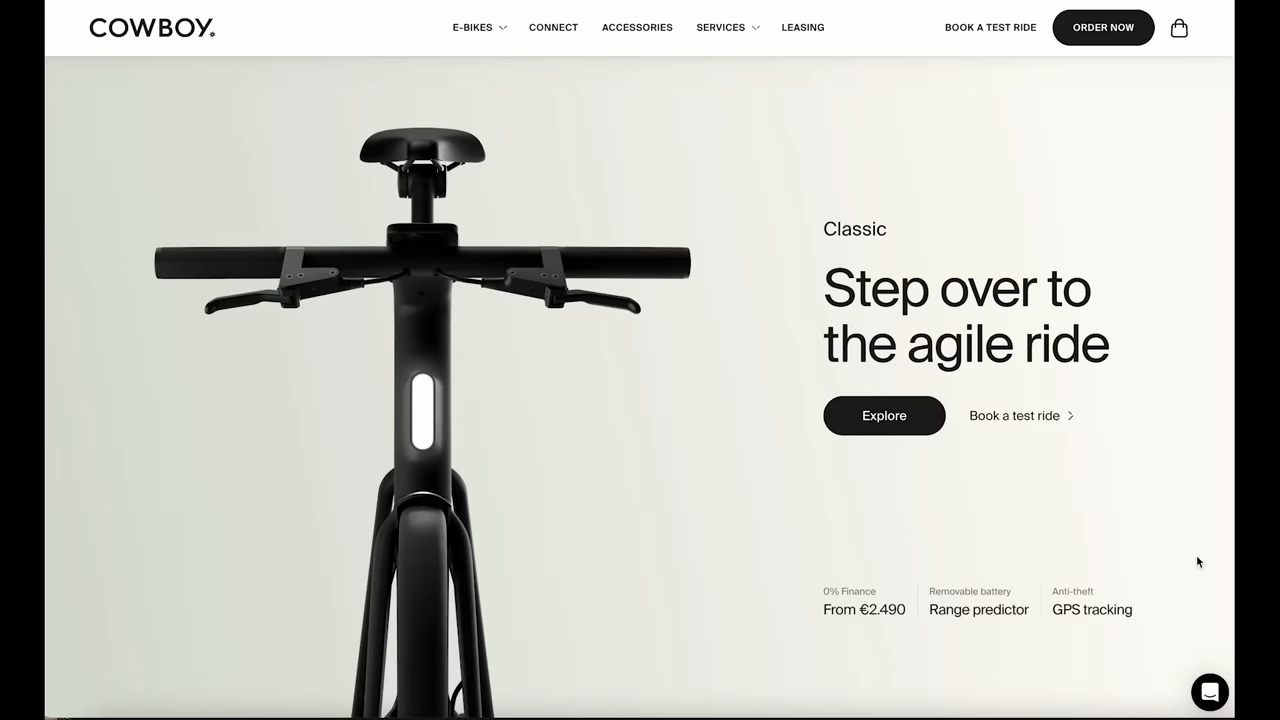 COWBOY
E-BIKES CONNECT ACCESSORIES SERVICES LEASING BOOK A TEST RIDE ORDER NOW
Classic
Step over to
the agile ride
Explore Book a test ride
0% Finance Removable battery Anti-theft
From €2.490 Range predictor GPS tracking